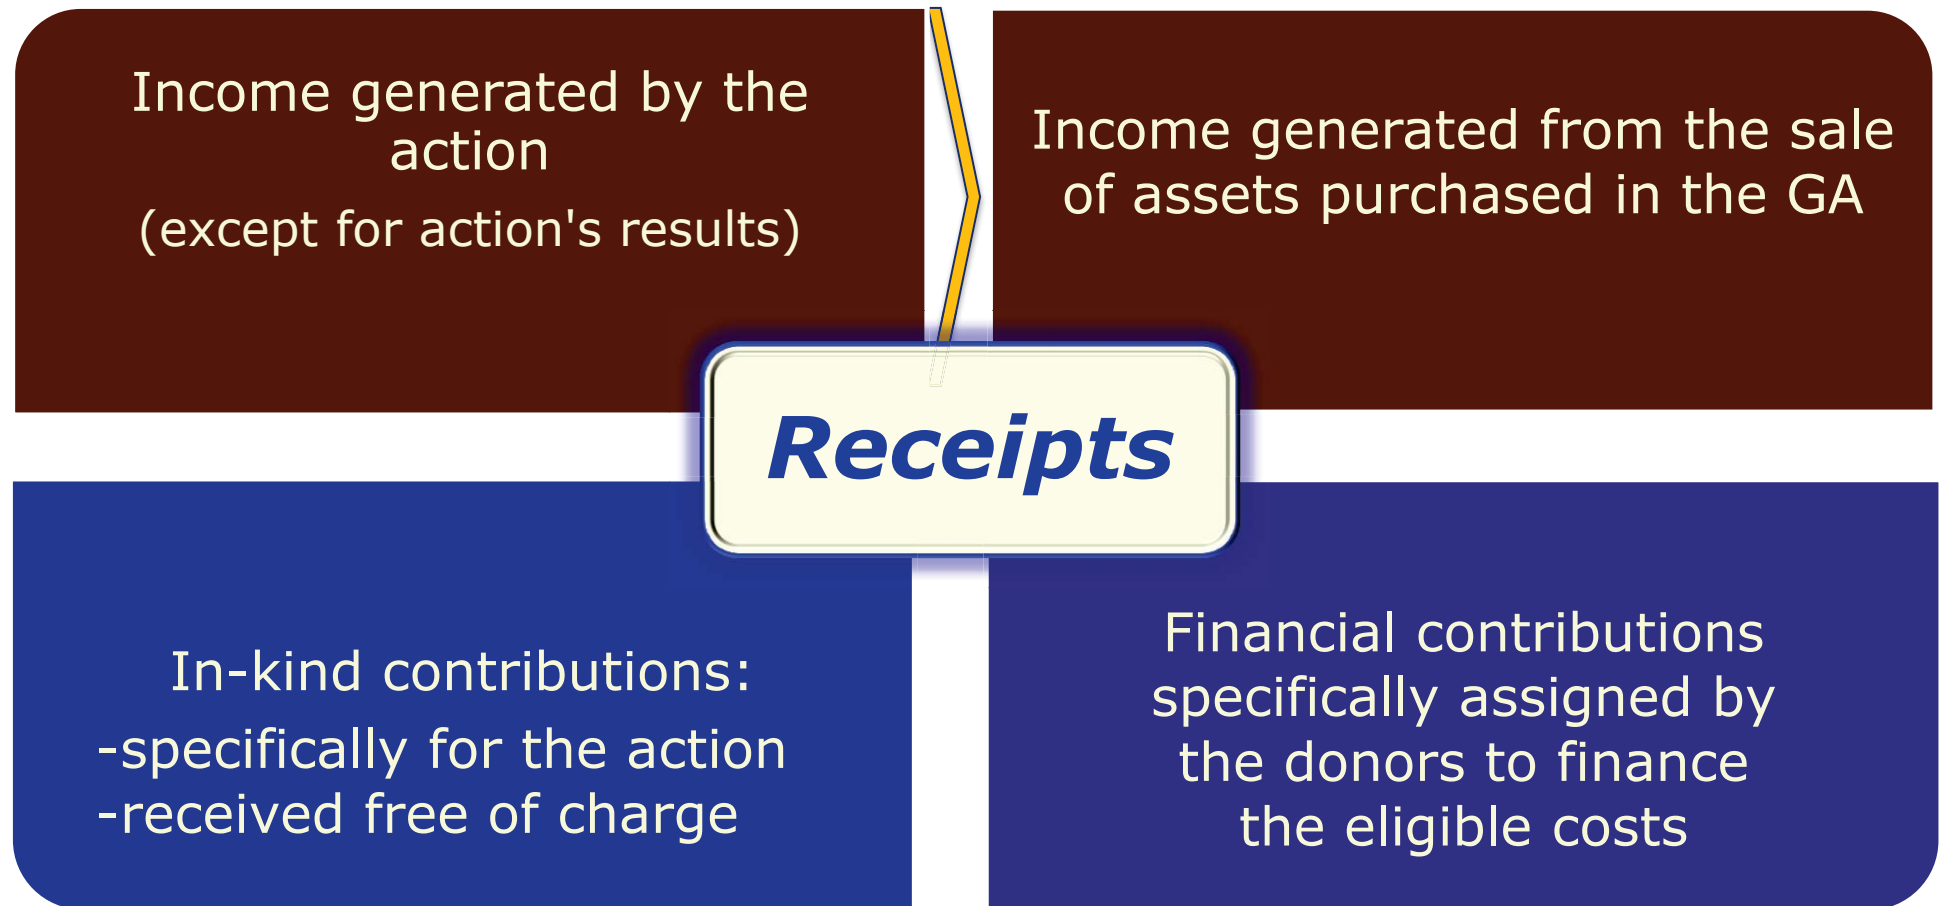 Income generated by the
action
(except for action's results)
Income generated from the sale
of assets purchased in the GA
Receipts
In-kind contributions:
-specifically for the action
-received free of charge
Financial contributions
specifically assigned by
the donors to finance
the eligible costs